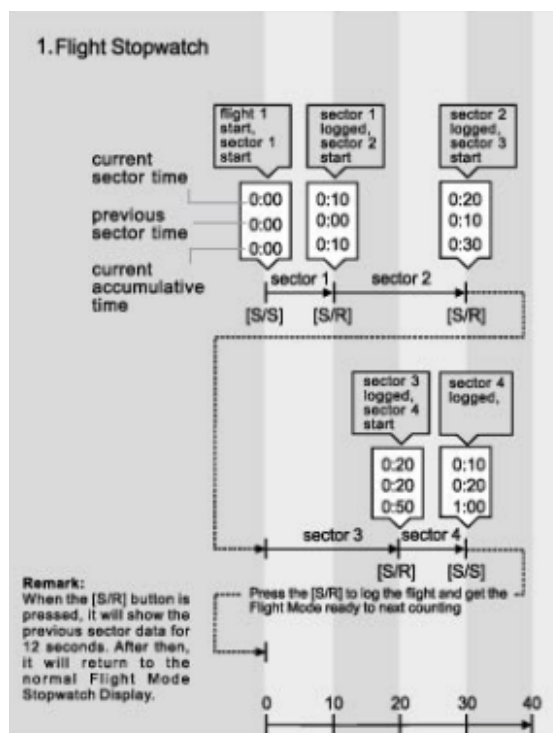 1.Flight Stopwatch
flight 1
start,
sector 1
start
sector 1
logged,
sector 2
start
sector 2
logged,
sector 3
start
current
sector time
previous
sector time
current
accumulative
time
0:00
0:00
0:00
0:10
0:00
0:10
0:20
0:10
0:30
sector 1
sector 2
[S/S]
[S/R]
[S/R]
sector 3
logged,
sector 4
start
sector 4
logged,
0:20
0:20
0:50
0:10
0:20
1:00
sector 3
sector 4
[S/R]
[S/S]
Remark:
When the [S/R] button is
pressed, it will show the
previous sector data for
12 seconds. After then,
it will return to the
normal Flight Mode
Stopwatch Display.
Press the [S/R] to log the flight and get the
Flight Mode ready to next counting
0 10 20 30 40